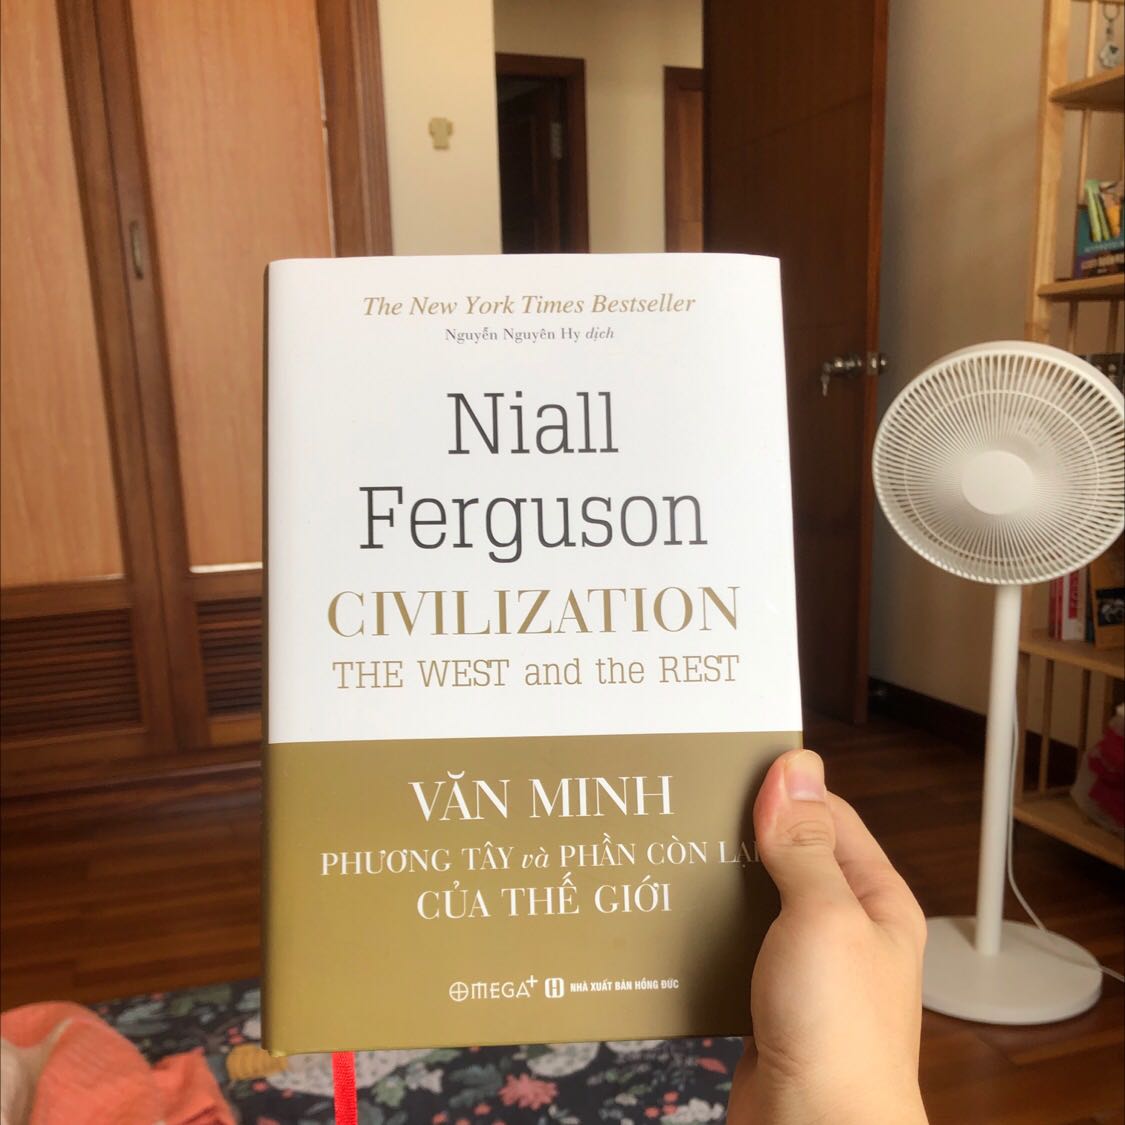 The New York Times Bestseller
Nguyễn Nguyên Hy dịch
Niall
Ferguson
CIVILIZATION
THE WEST and the REST
VĂN MINH
PHƯƠNG TÂY và PHẦN CÒN LẠI
CỦA THẾ GIỚI
OMEGA+ H NHÀ XUẤT BẢN HỒNG ĐỨC